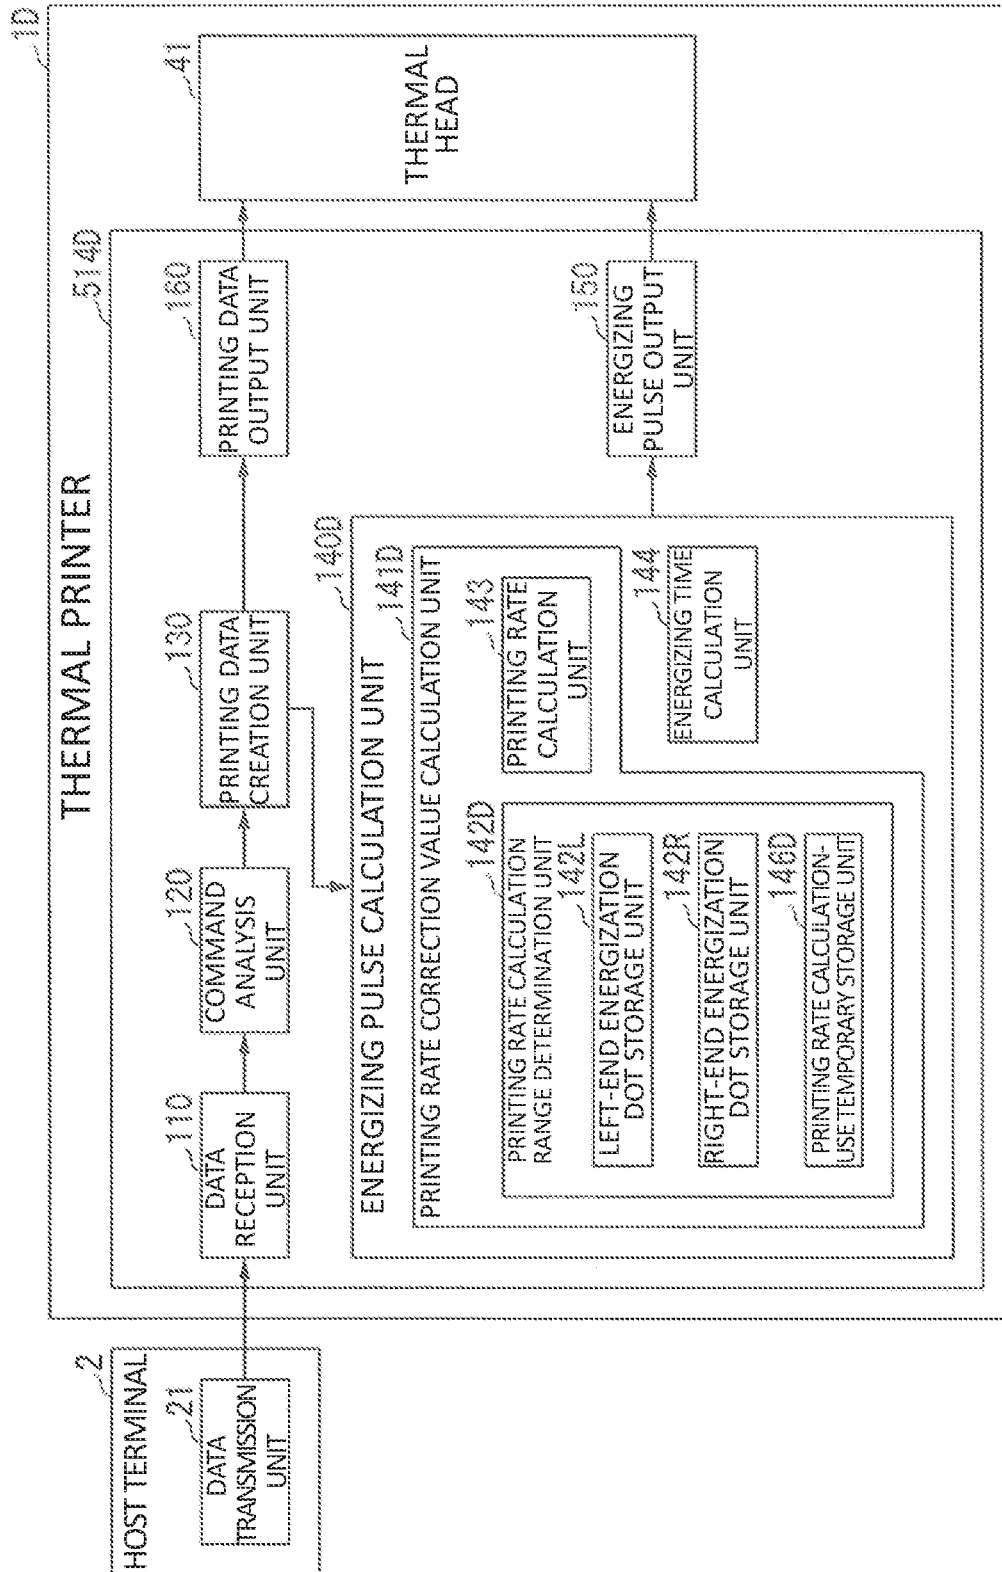 1D
THERMAL PRINTER
514D
HOST TERMINAL
2
21
DATA
TRANSMISSION
UNIT
110
DATA
RECEPTION
UNIT
120
COMMAND
ANALYSIS
UNIT
130
PRINTING DATA
CREATION UNIT
160
PRINTING DATA
OUTPUT UNIT
41
THERMAL
HEAD
140D
ENERGIZING PULSE CALCULATION UNIT
141D
PRINTING RATE CORRECTION VALUE CALCULATION UNIT
142D
PRINTING RATE CALCULATION
RANGE DETERMINATION UNIT
142L
LEFT-END ENERGIZATION
DOT STORAGE UNIT
142R
RIGHT-END ENERGIZATION
DOT STORAGE UNIT
146D
PRINTING RATE CALCULATION-
USE TEMPORARY STORAGE UNIT
143
PRINTING RATE
CALCULATION
UNIT
144
ENERGIZING TIME
CALCULATION
UNIT
150
ENERGIZING
PULSE OUTPUT
UNIT